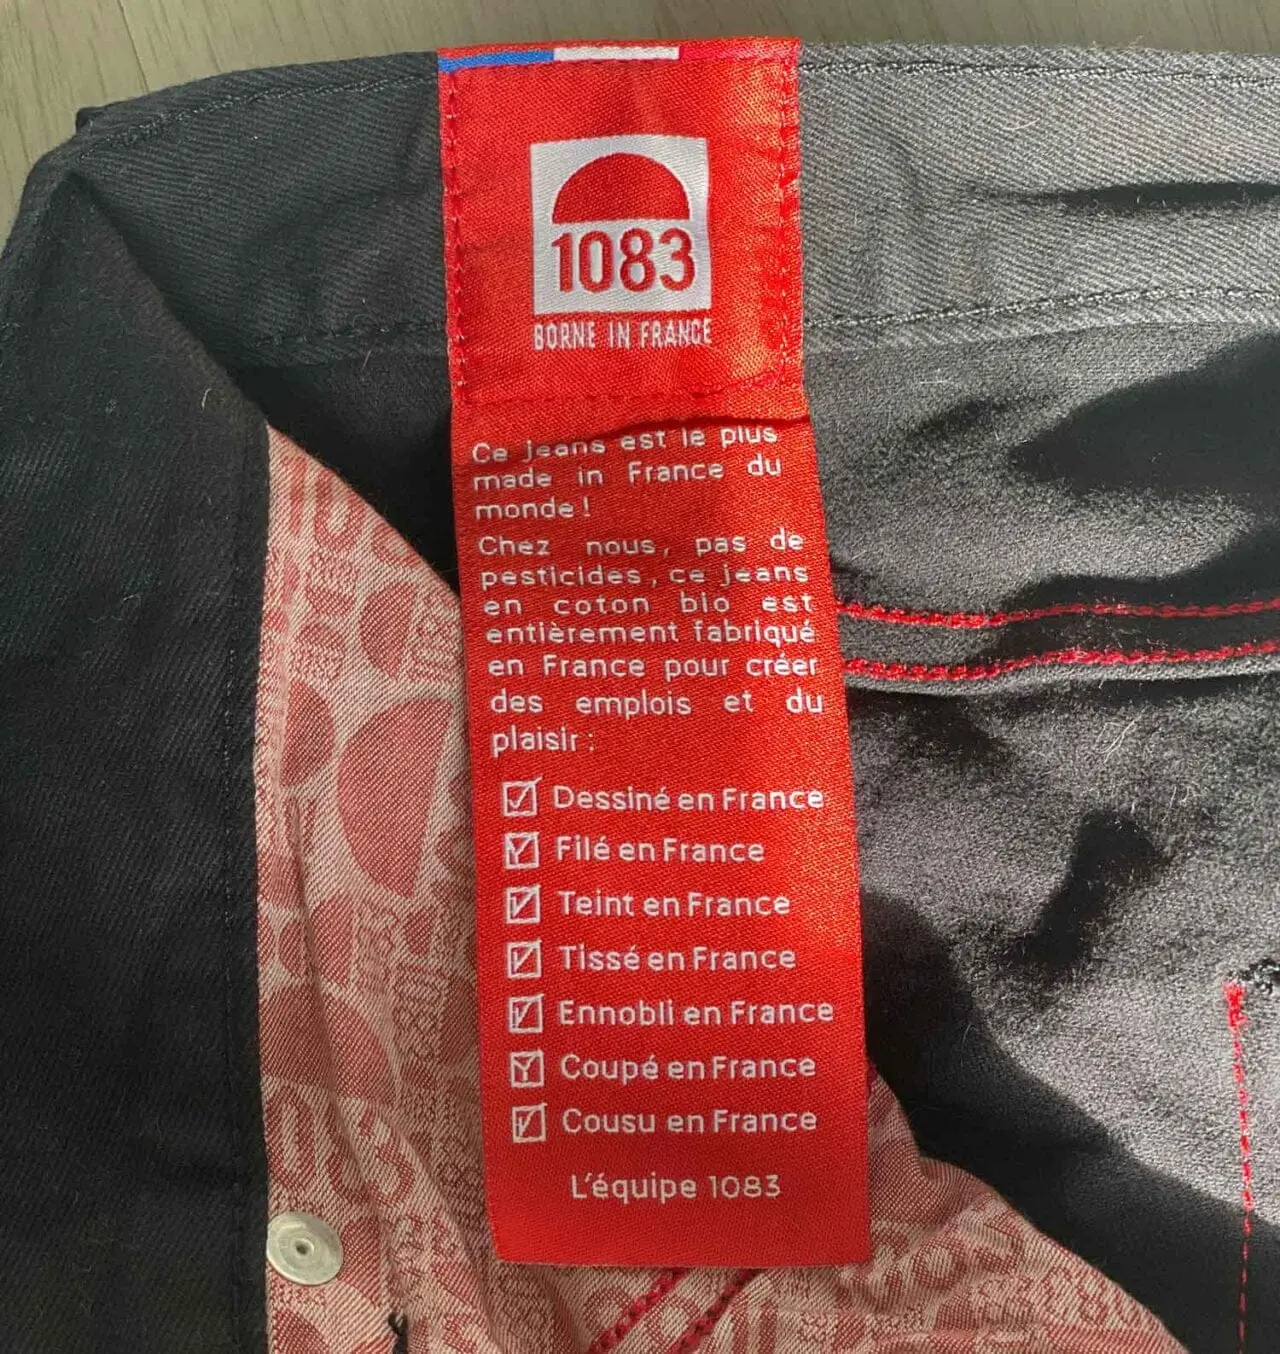 1083
BORNE IN FRANCE
Ce jeans est le plus
made in France du
monde!
Chez nous, pas de
pesticides, ce jeans
en coton bio est
entièrement fabriqué
en France pour créer
des emplois et du
plaisir :
Dessiné en France
Filé en France
Teint en France
Tissé en France
Ennobli en France
Coupé en France
Cousu en France
L'équipe 1083